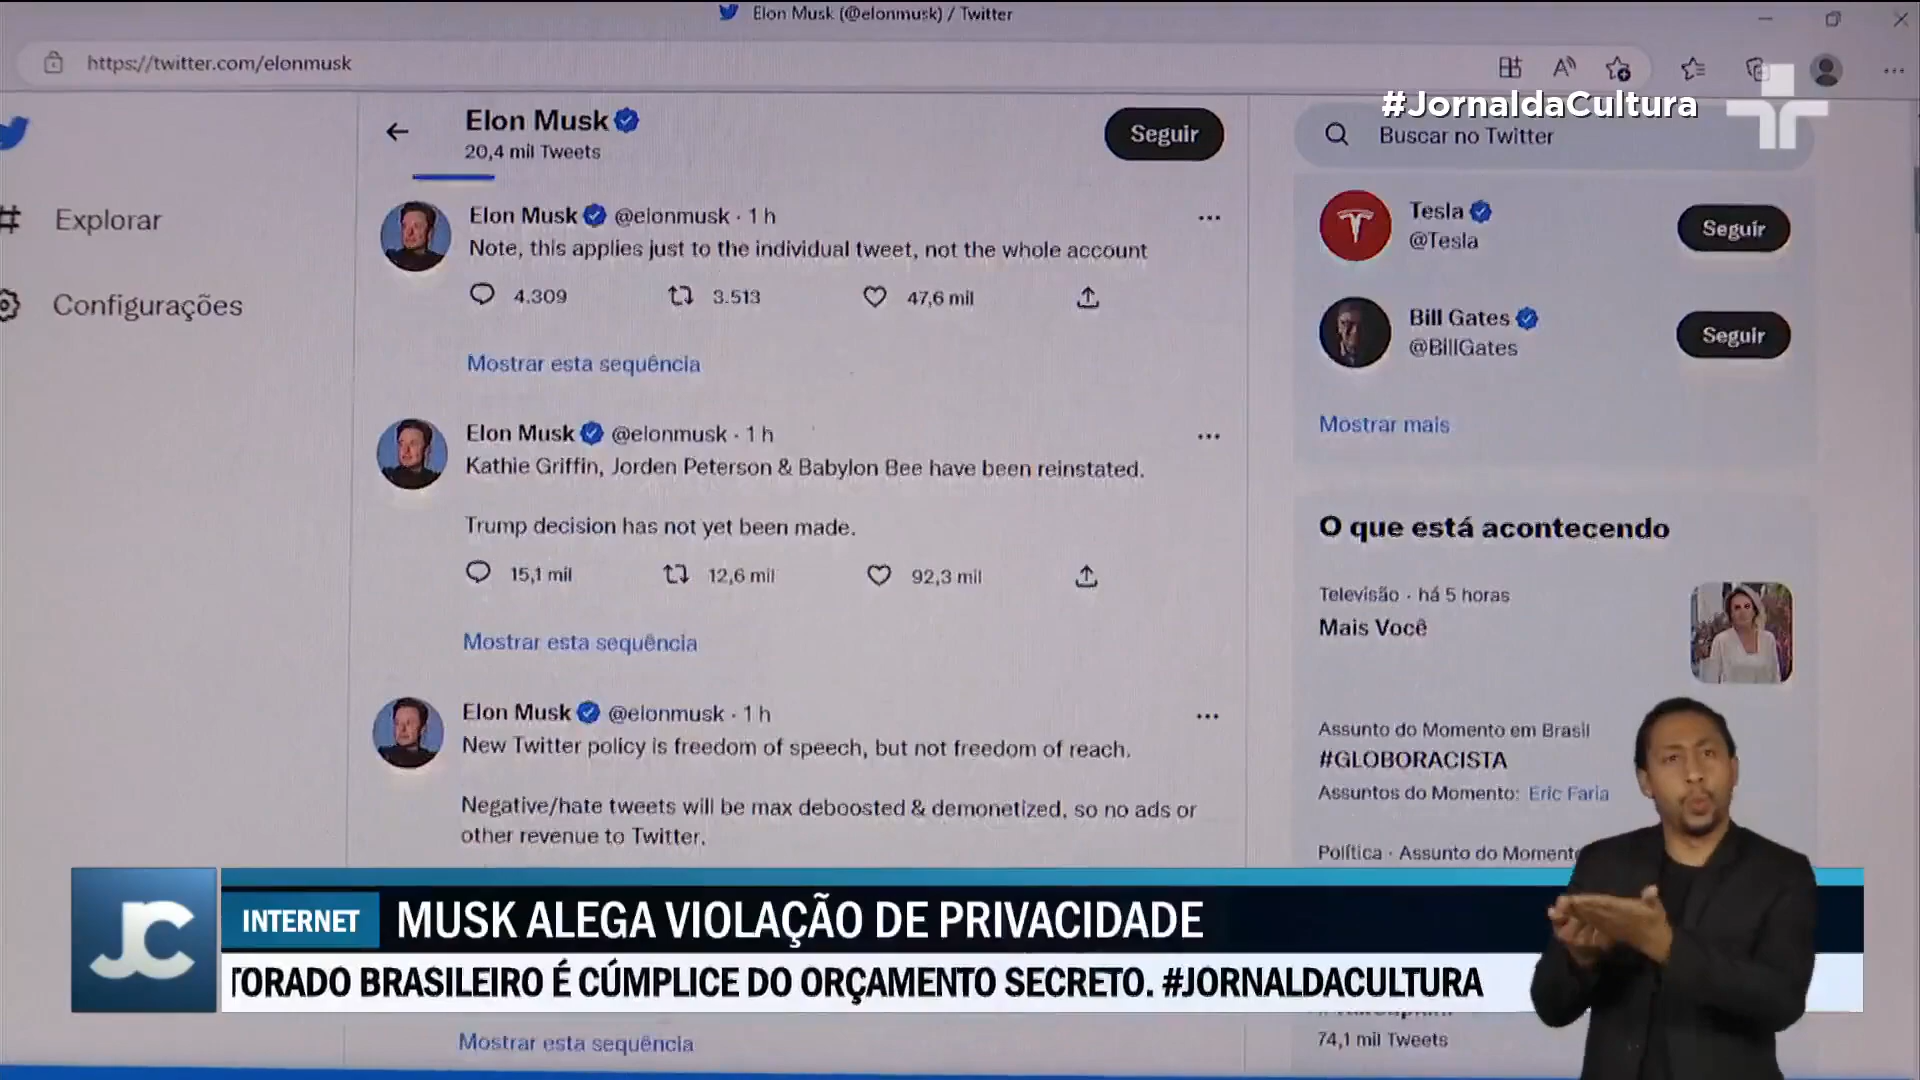 Elon Musk (@elonmusk) / Twitter
https://twitter.com/elonmusk
#JornaldaCultura
Elon Musk
20,4 mil Tweets
Seguir
Buscar no Twitter
Explorar
Configurações
Elon Musk @elonmusk · 1 h
Note, this applies just to the individual tweet, not the whole account
4.309 3.513 47,6 mil
Mostrar esta sequência
Elon Musk @elonmusk · 1 h
Kathie Griffin, Jorden Peterson & Babylon Bee have been reinstated.
Trump decision has not yet been made.
15,1 mil 12,6 mil 92,3 mil
Mostrar esta sequência
Elon Musk @elonmusk · 1 h
New Twitter policy is freedom of speech, but not freedom of reach.
Negative/hate tweets will be max deboosted & demonetized, so no ads or
other revenue to Twitter.
Mostrar esta sequência
Tesla
@Tesla
Seguir
Bill Gates
@BillGates
Seguir
Mostrar mais
O que está acontecendo
Televisão · há 5 horas
Mais Você
Assunto do Momento em Brasil
#GLOBORACISTA
Assuntos do Momento: Eric Faria
Política · Assunto do Momento
74,1 mil Tweets
JC
INTERNET
MUSK ALEGA VIOLAÇÃO DE PRIVACIDADE
TORADO BRASILEIRO É CÚMPLICE DO ORÇAMENTO SECRETO. #JORNALDACULTURA